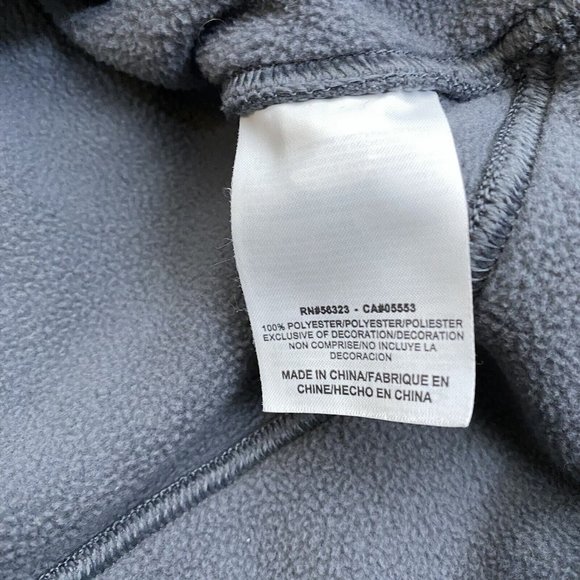 RN#56323 - CA#05553
100% POLYESTER/POLYESTER/POLIESTER
EXCLUSIVE OF DECORATION/DECORATION
NON COMPRISE/NO INCLUYE LA
DECORACION
MADE IN CHINA/FABRIQUE EN
CHINE/HECHO EN CHINA